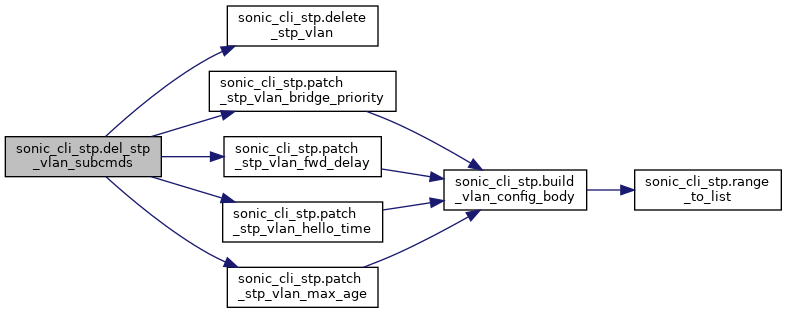 sonic_cli_stp.del_stp
_vlan_subcmds
sonic_cli_stp.delete
_stp_vlan
sonic_cli_stp.patch
_stp_vlan_bridge_priority
sonic_cli_stp.patch
_stp_vlan_fwd_delay
sonic_cli_stp.patch
_stp_vlan_hello_time
sonic_cli_stp.patch
_stp_vlan_max_age
sonic_cli_stp.build
_vlan_config_body
sonic_cli_stp.range
_to_list